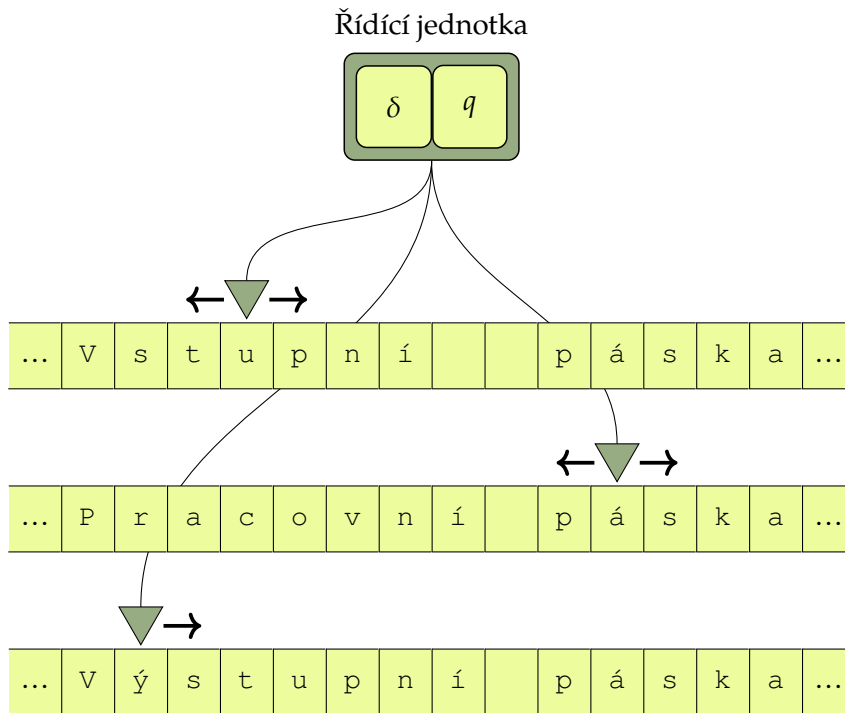 Řídící jednotka
δ q
... V s t u p n í p á s k a ...
... P r a c o v n í p á s k a ...
... V ý s t u p n í p á s k a ...